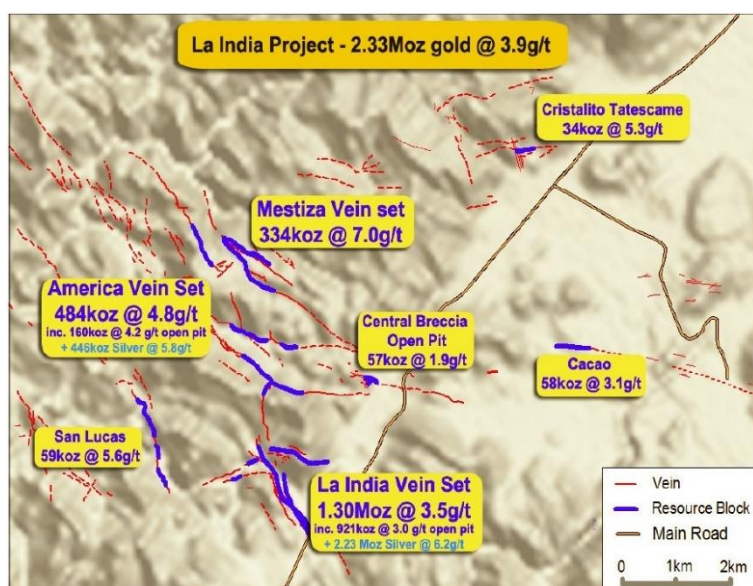 La India Project - 2.33Moz gold @ 3.9g/t
Cristalito Tatescame
34koz @ 5.3g/t
Mestiza Vein set
334koz @ 7.0g/t
America Vein Set
484koz @ 4.8g/t
inc. 160koz @ 4.2 g/t open pit
+ 446koz Silver @ 5.8g/t
Central Breccia
Open Pit
57koz @ 1.9g/t
Cacao
58koz @ 3.1g/t
San Lucas
59koz @ 5.6g/t
La India Vein Set
1.30Moz @ 3.5g/t
inc. 921koz @ 3.0 g/t open pit
+ 2.23 Moz Silver @ 6.2g/t
Vein
Resource Block
Main Road
0 1km 2km